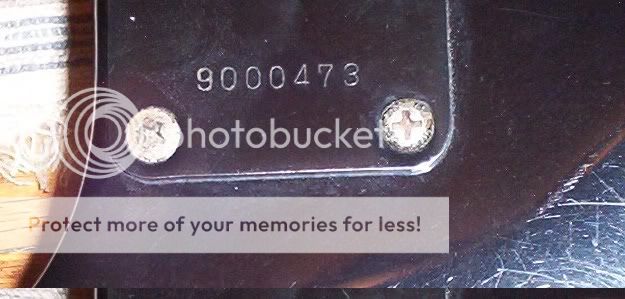 9000473
photobucket
Protect more of your memories for less!